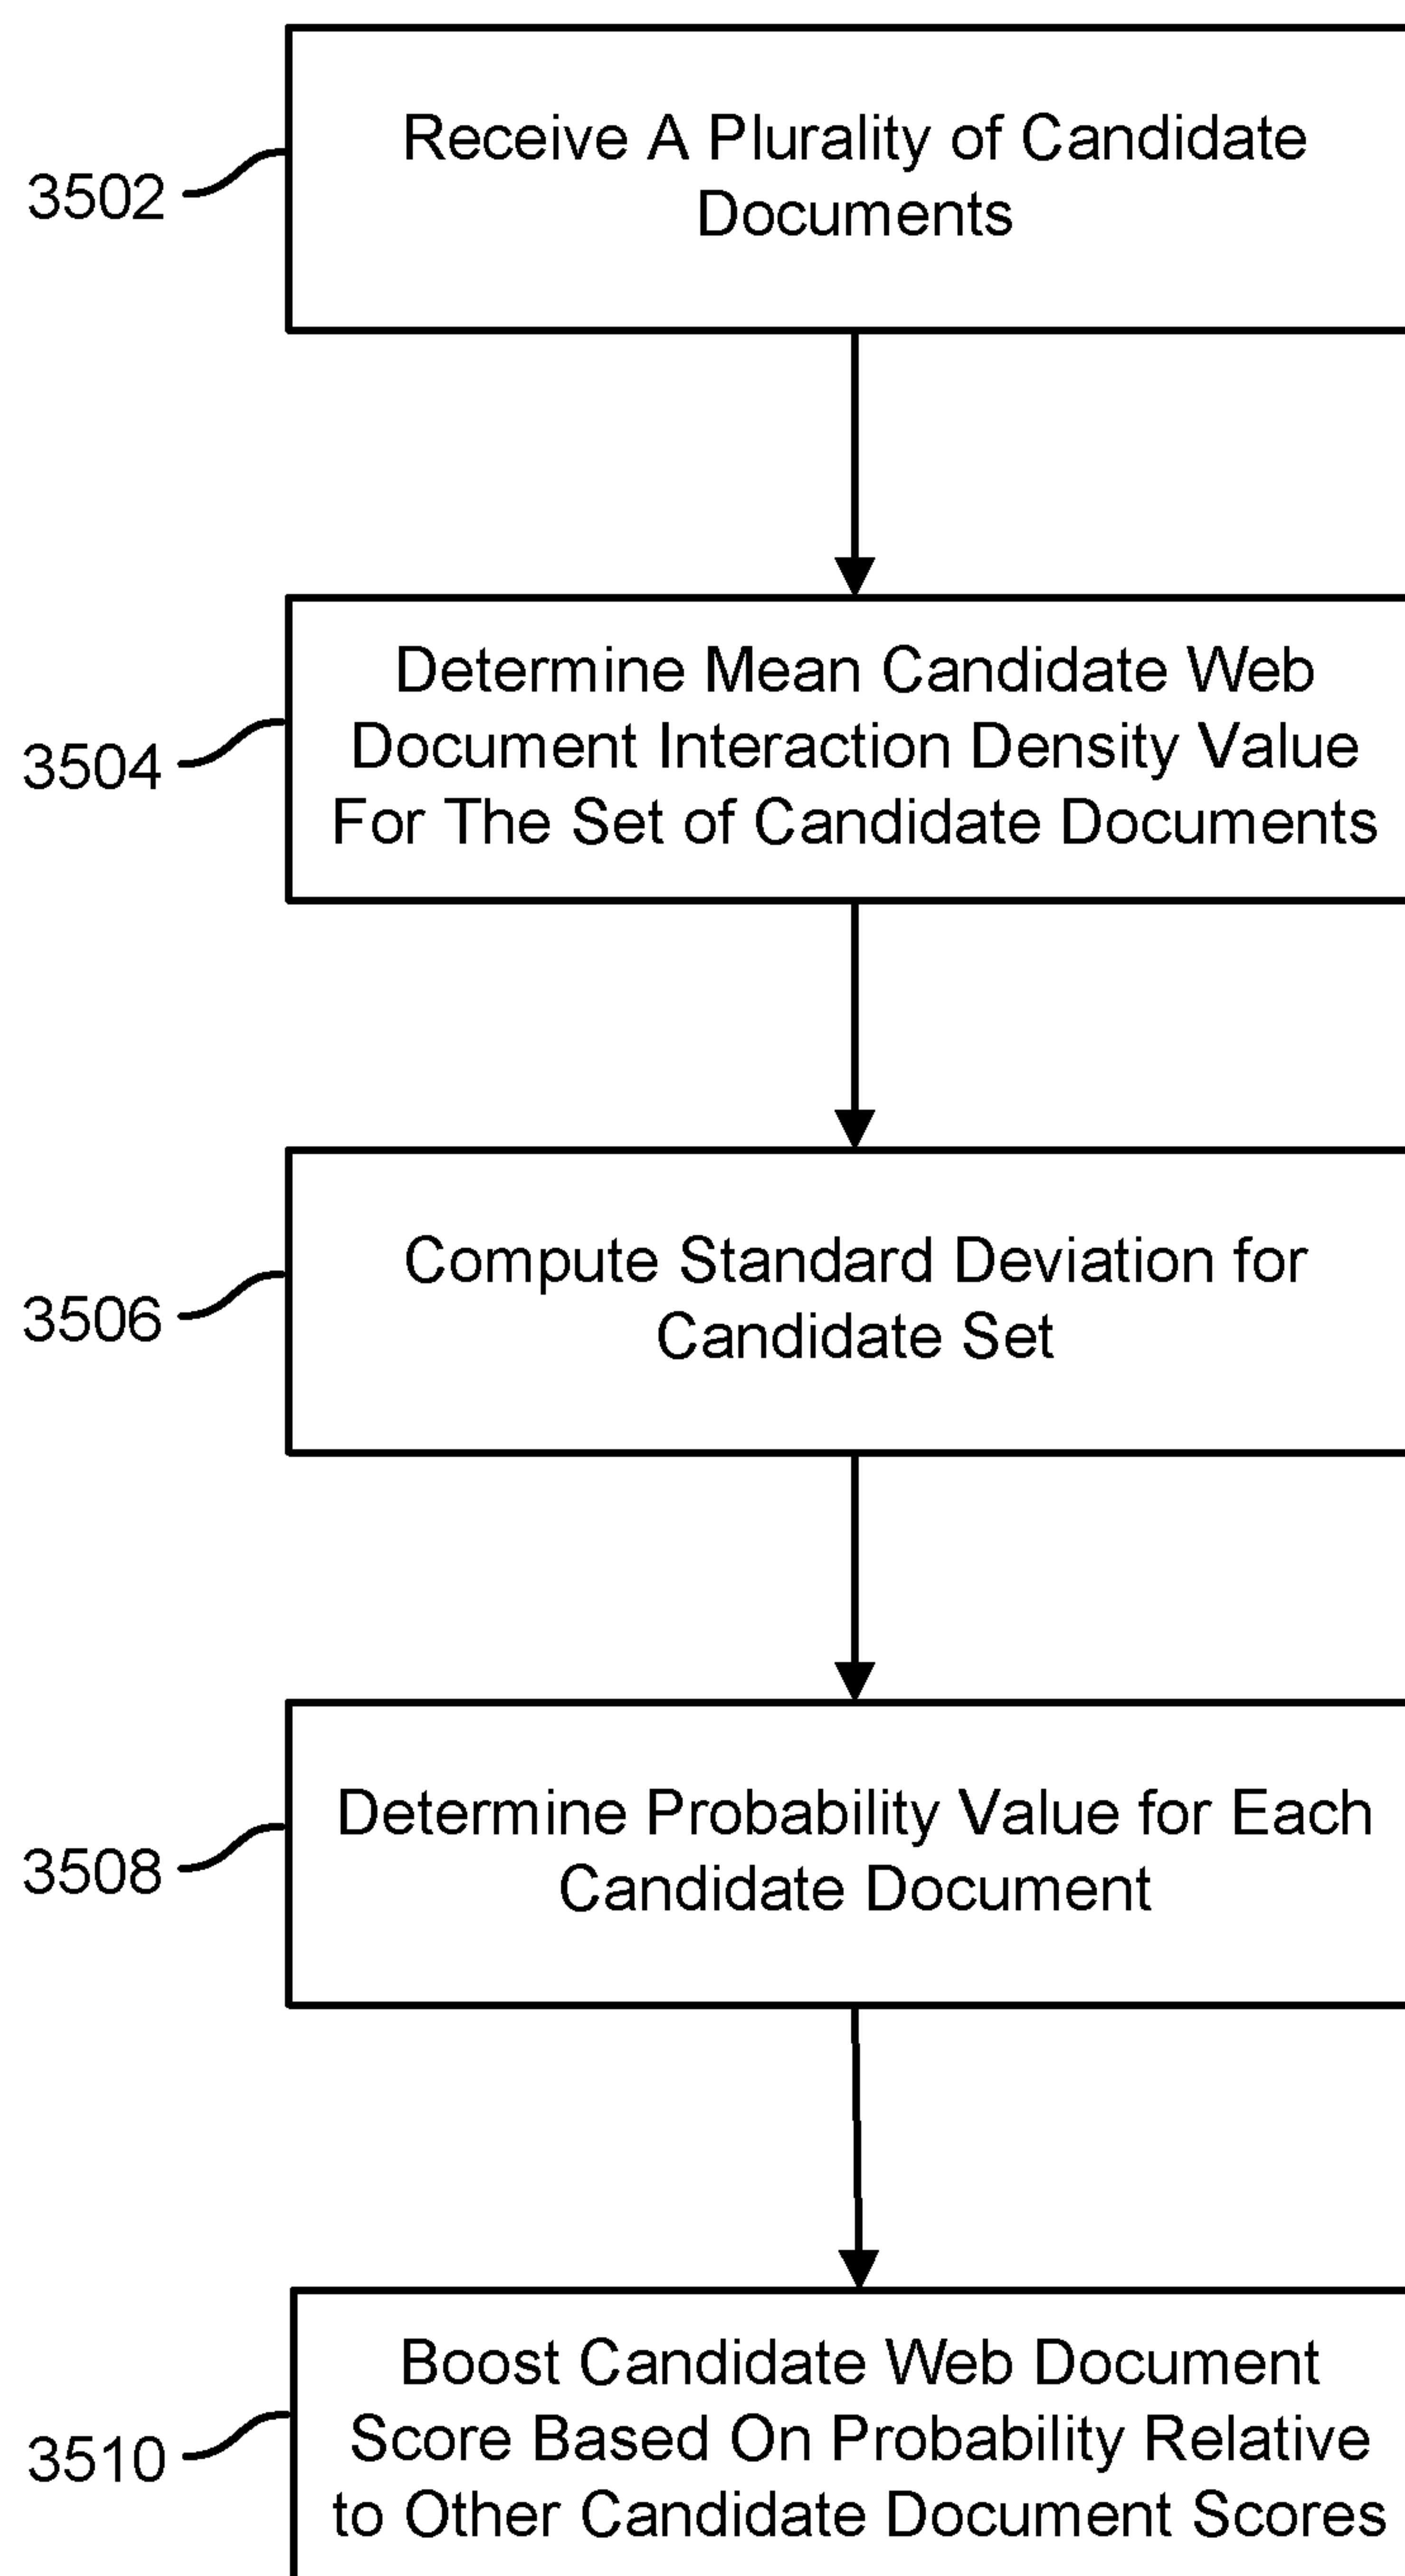 Receive A Plurality of Candidate
Documents
3502
Determine Mean Candidate Web
Document Interaction Density Value
For The Set of Candidate Documents
3504
Compute Standard Deviation for
Candidate Set
3506
Determine Probability Value for Each
Candidate Document
3508
Boost Candidate Web Document
Score Based On Probability Relative
to Other Candidate Document Scores
3510